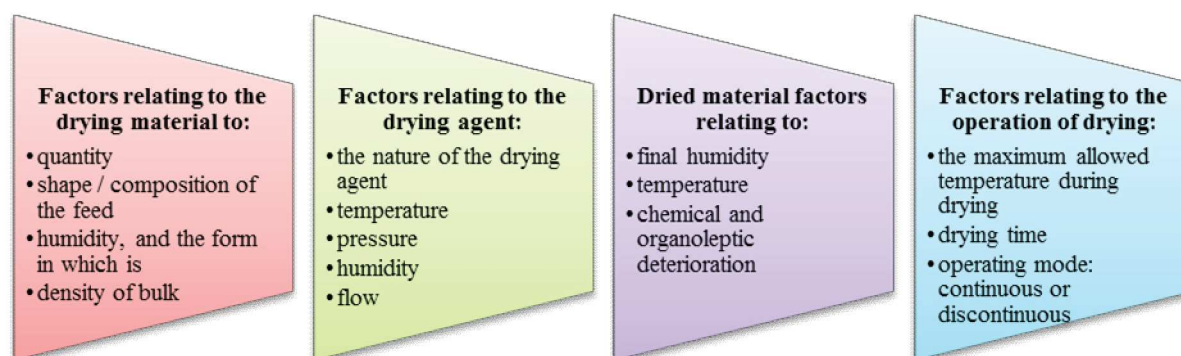 Factors relating to the
drying material to:
•quantity
•shape / composition of
the feed
•humidity, and the form
in which is
•density of bulk
Factors relating to the
drying agent:
•the nature of the drying
agent
•temperature
•pressure
•humidity
•flow
Dried material factors
relating to:
•final humidity
•temperature
•chemical and
organoleptic
deterioration
Factors relating to the
operation of drying:
•the maximum allowed
temperature during
drying
•drying time
•operating mode:
continuous or
discontinuous